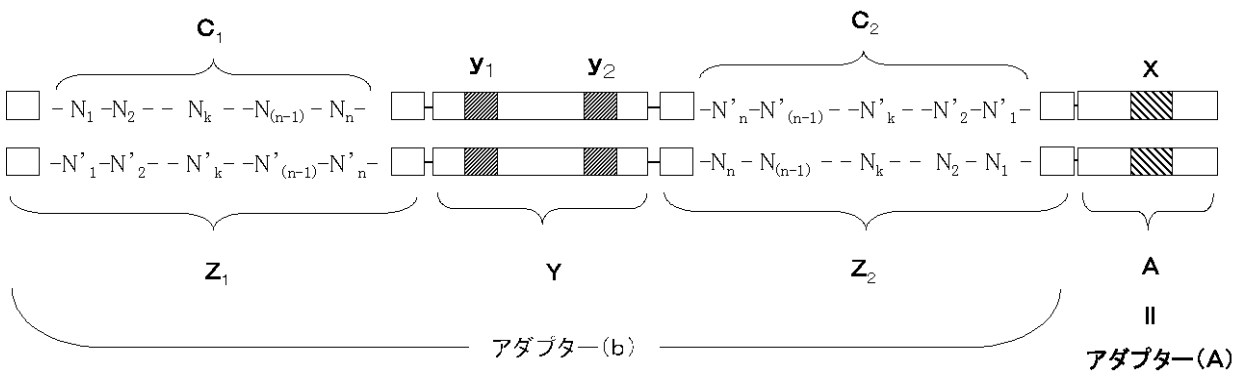 C₁ y₁ y₂ C₂ X
- N₁ -N₂ - - Nₖ - -N₍ₙ₋₁₎ - Nₙ- -N'ₙ-N'₍ₙ₋₁₎- -N'ₖ- -N'₂-N'₁-
-N'₁-N'₂- - N'ₖ- -N'₍ₙ₋₁₎-N'ₙ- -Nₙ- N₍ₙ₋₁₎- - Nₖ- - N₂- N₁ -
Z₁ Y Z₂ A
||
アダプター(b) アダプター(A)